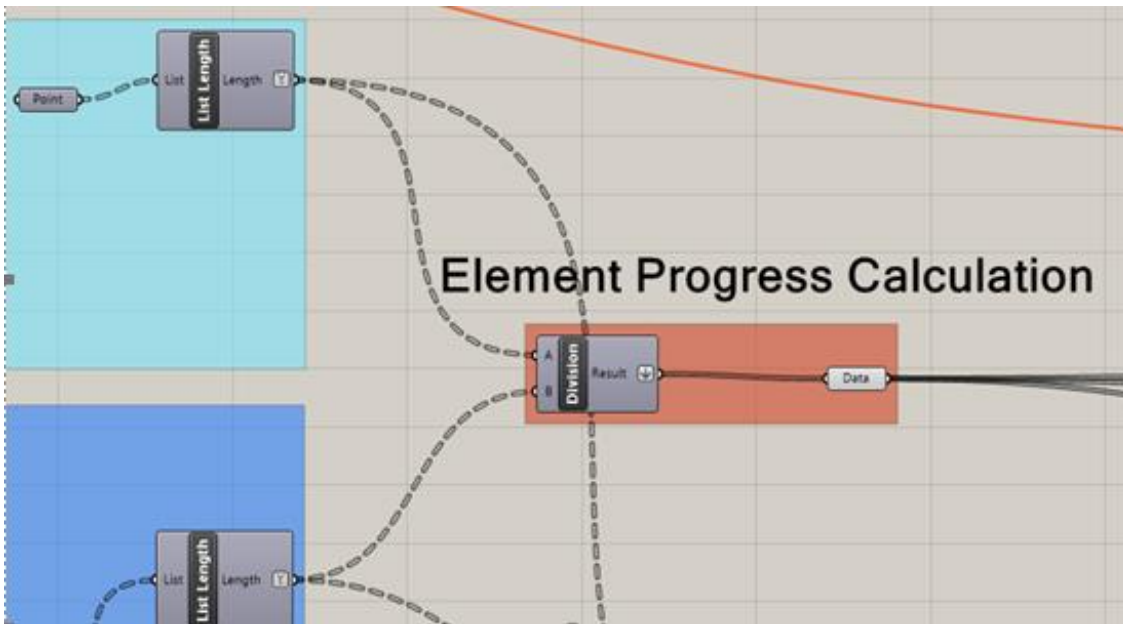 List
List Length
Length
Point
Element Progress Calculation
A
B
Division
Result
Data
List
List Length
Length